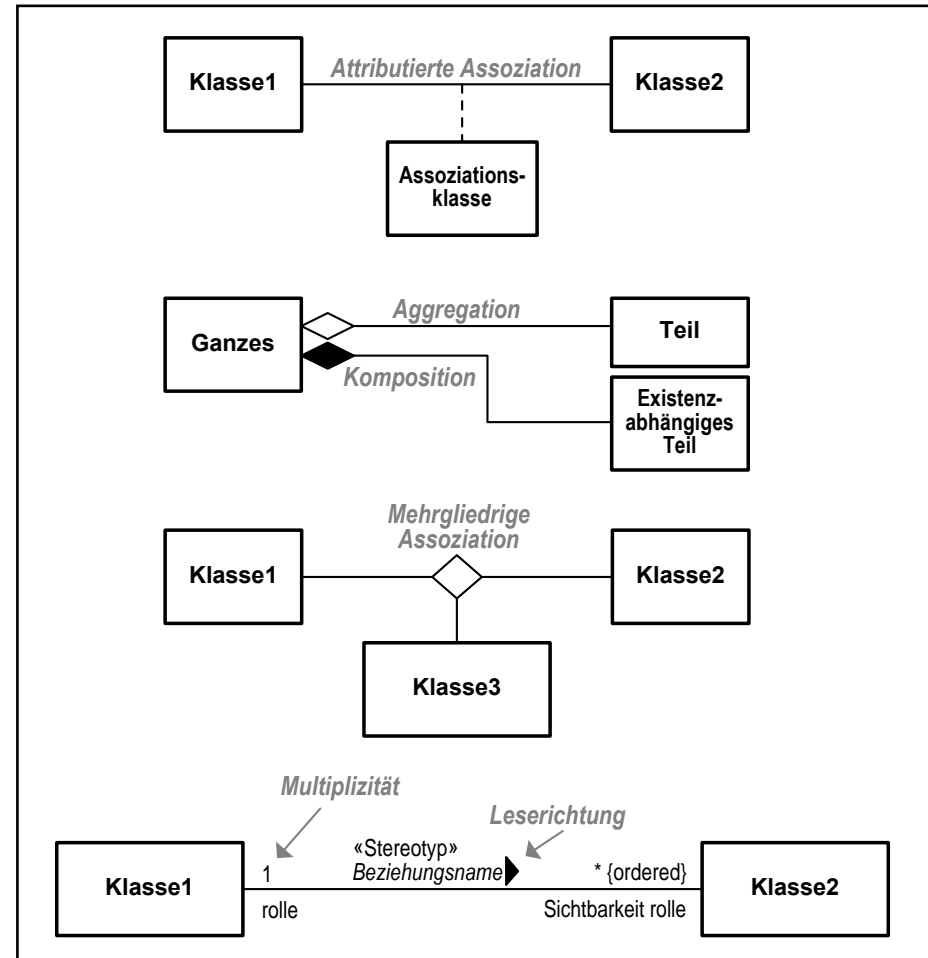 Klasse1
Attributierte Assoziation
Klasse2
Assoziations-
klasse
Ganzes
Aggregation
Teil
Komposition
Existenz-
abhängiges
Teil
Mehrgliedrige
Assoziation
Klasse1
Klasse2
Klasse3
Multiplizität
Leserichtung
Klasse1
1
«Stereotyp»
Beziehungsname
* {ordered}
Klasse2
rolle
Sichtbarkeit rolle